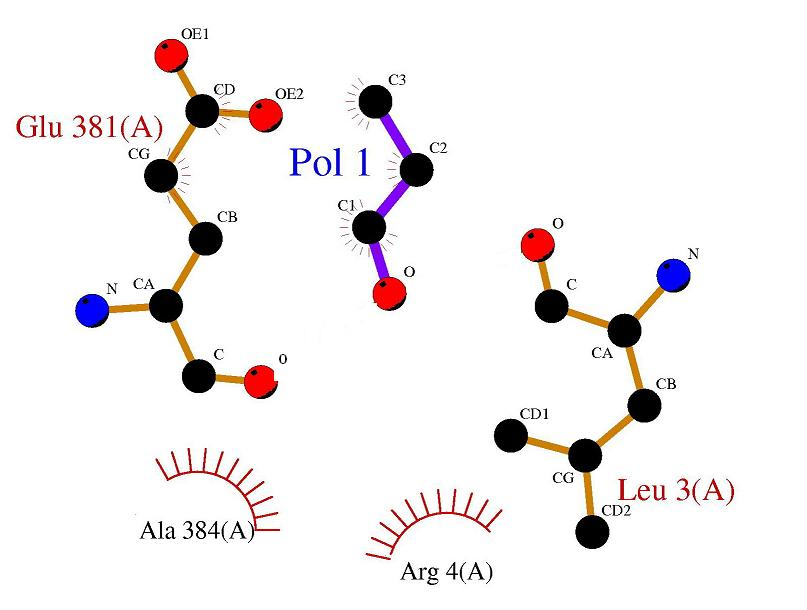 OE1
C3
CD
OE2
Glu 381(A)
CG
Pol 1
C2
C1
CB
O
N
O
N
CA
C
C
O
CA
CB
CD1
CG
Leu 3(A)
CD2
Ala 384(A)
Arg 4(A)